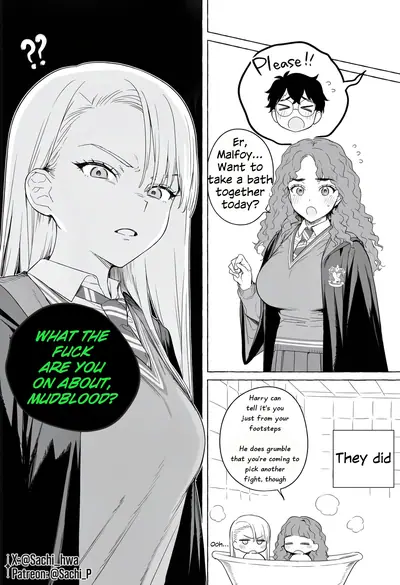 Please!!
Er,
Malfoy...
Want to
take a bath
together
today?
??
WHAT THE
FUCK
ARE YOU
ON ABOUT,
MUDBLOOD?
Harry
can tell
it's you
just from your
footsteps
He does grumble
that you're coming to
pick another
fight, though
They did
Ooh...
X:@Sachi_hwa
Patreon:@Sachi_P